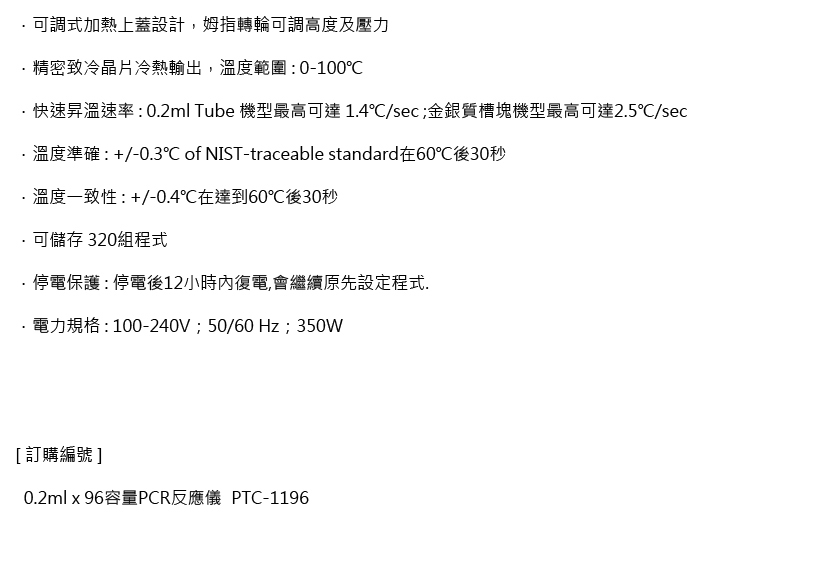 · 可調式加熱上蓋設計，姆指轉輪可調高度及壓力
· 精密致冷晶片冷熱輸出，溫度範圍 : 0-100℃
· 快速昇溫速率 : 0.2ml Tube 機型最高可達 1.4℃/sec ;金銀質槽塊機型最高可達2.5℃/sec
· 溫度準確 : +/-0.3℃ of NIST-traceable standard在60℃後30秒
· 溫度一致性 : +/-0.4℃在達到60℃後30秒
· 可儲存 320組程式
· 停電保護 : 停電後12小時內復電,會繼續原先設定程式.
· 電力規格 : 100-240V；50/60 Hz；350W
[ 訂購編號 ]
0.2ml x 96容量PCR反應儀 PTC-1196